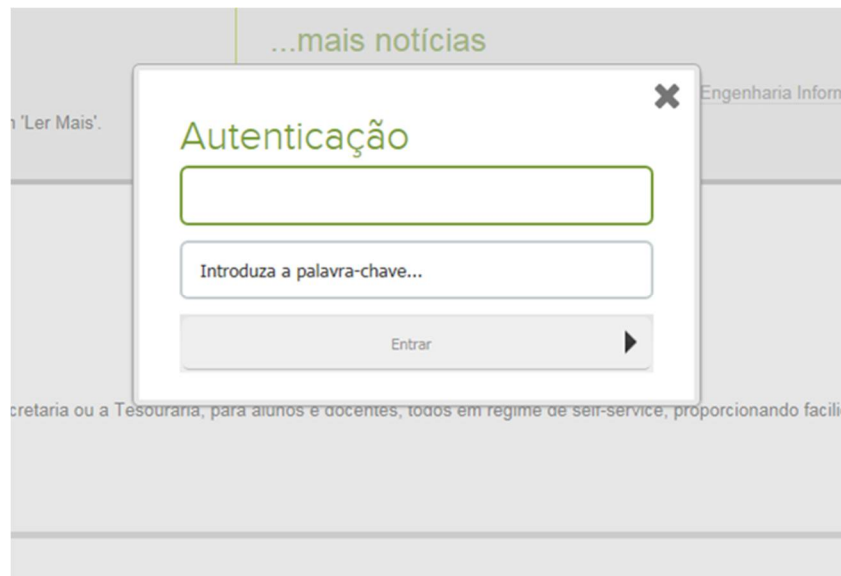 ...mais notícias
Engenharia Infor
'Ler Mais'.
Autenticação
Introduza a palavra-chave...
Entrar
cretaria ou a Tesouraria, para alunos e docentes, todos em regime de self-service, proporcionando facili